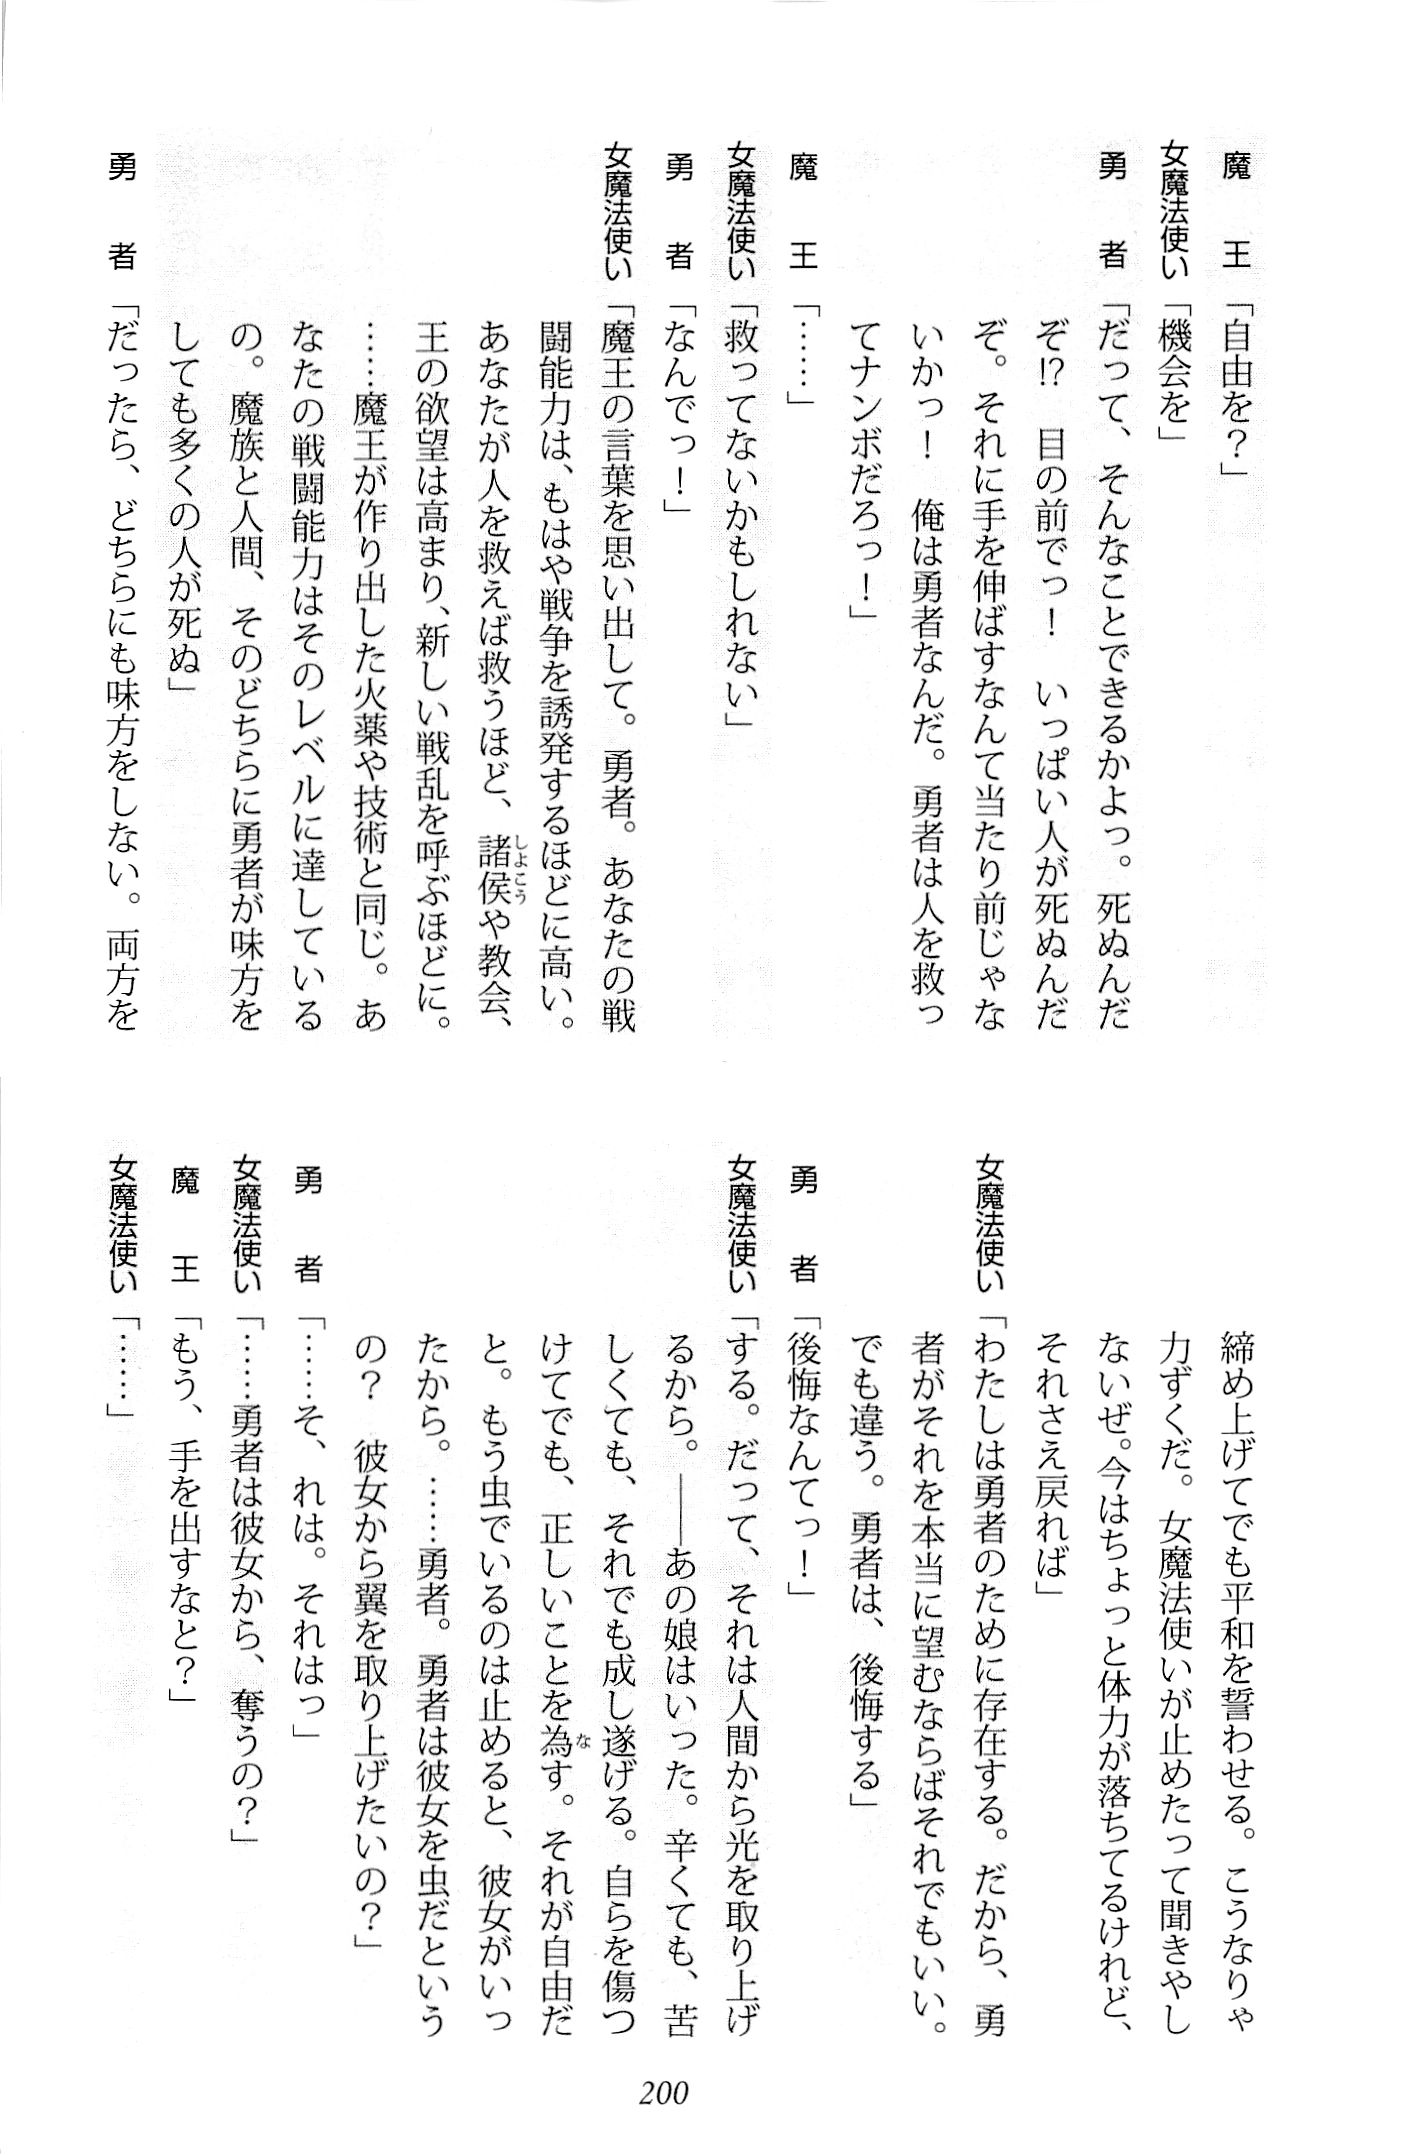 魔　王「自由を？」
女魔法使い「機会を」
勇　者「だって、そんなことできるかよっ。死ぬんだ
ぞ!?　目の前でっ！　いっぱい人が死ぬんだ
ぞ。それに手を伸ばすなんて当たり前じゃな
いかっ！　俺は勇者なんだ。勇者は人を救っ
てナンボだろっ！」
魔　王「……」
女魔法使い「救ってないかもしれない」
勇　者「なんでっ！」
女魔法使い「魔王の言葉を思い出して。勇者。あなたの戦
闘能力は、もはや戦争を誘発するほどに高い。
あなたが人を救えば救うほど、諸侯や教会、
王の欲望は高まり、新しい戦乱を呼ぶほどに。
……魔王が作り出した火薬や技術と同じ。あ
なたの戦闘能力はそのレベルに達している
の。魔族と人間、そのどちらに勇者が味方を
しても多くの人が死ぬ」
勇　者「だったら、どちらにも味方をしない。両方を
締め上げてでも平和を誓わせる。こうなりゃ
力ずくだ。女魔法使いが止めたって聞きやし
ないぜ。今はちょっと体力が落ちてるけれど、
それさえ戻れば」
女魔法使い「わたしは勇者のために存在する。だから、勇
者がそれを本当に望むならばそれでもいい。
でも違う。勇者は、後悔する」
勇　者「後悔なんてっ！」
女魔法使い「する。だって、それは人間から光を取り上げ
るから。――あの娘はいった。辛くても、苦
しくても、それでも成し遂げる。自らを傷つ
けてでも、正しいことを為す。それが自由だ
と。もう虫でいるのは止めると、彼女がいっ
たから。……勇者。勇者は彼女を虫だという
の？　彼女から翼を取り上げたいの？」
勇　者「……そ、れは。それはっ」
女魔法使い「……勇者は彼女から、奪うの？」
魔　王「もう、手を出すなと？」
女魔法使い「……」
200